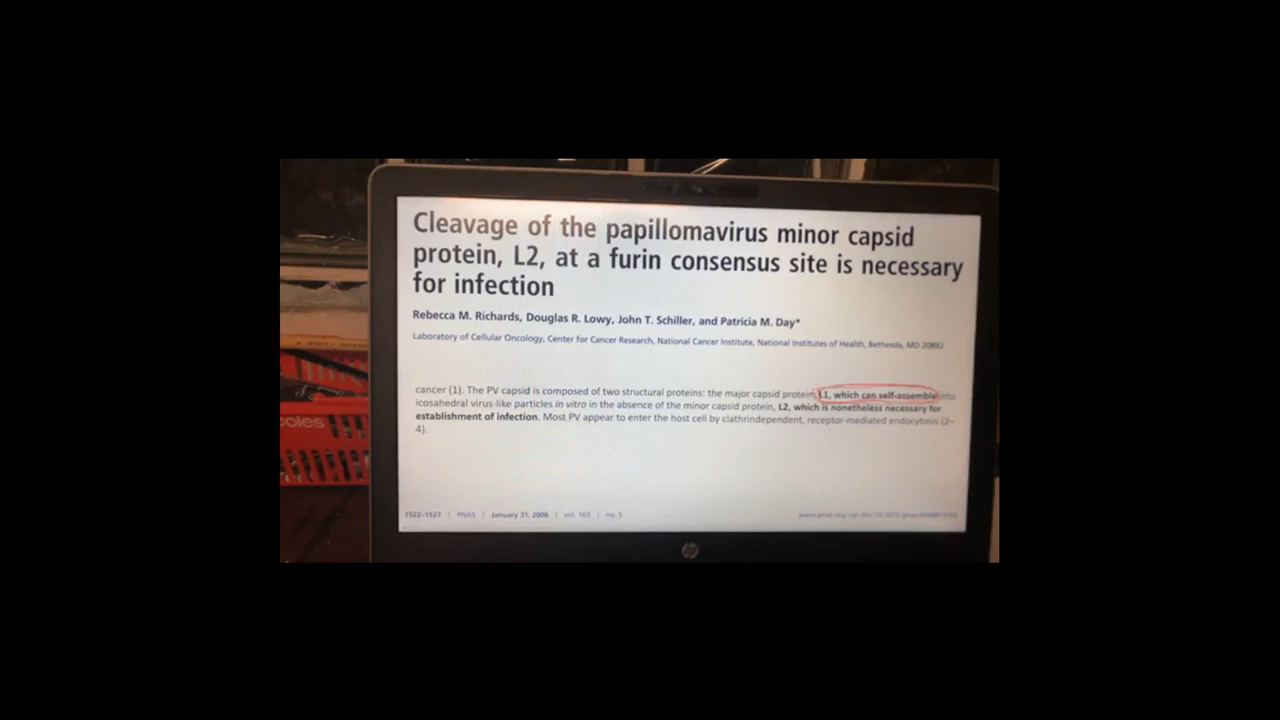 Cleavage of the papillomavirus minor capsid
protein, L2, at a furin consensus site is necessary
for infection
Rebecca M. Richards, Douglas R. Lowy, John T. Schiller, and Patricia M. Day*
Laboratory of Cellular Oncology, Center for Cancer Research, National Cancer Institute, National Institutes of Health, Bethesda, MD 20892
cancer (1). The PV capsid is composed of two structural proteins: the major capsid protein, L1, which can self-assemble into
icosahedral virus-like particles in vitro in the absence of the minor capsid protein, L2, which is nonetheless necessary for
establishment of infection. Most PV appear to enter the host cell by clathrindependent, receptor-mediated endocytosis (2–
4).
1522–1527 | PNAS | January 31, 2006 | vol. 103 | no. 5
oles
hp